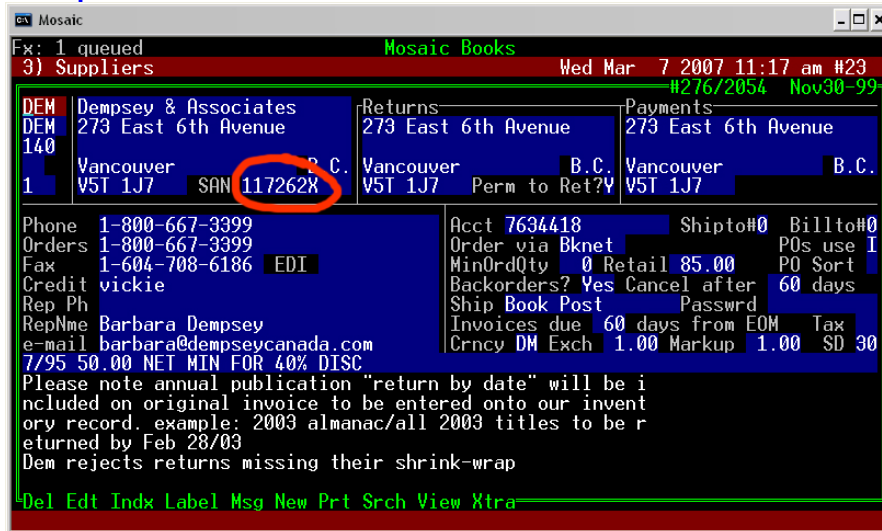 Mosaic
Fx: 1 queued Mosaic Books
3) Suppliers Wed Mar 7 2007 11:17 am #23
#276/2054 Nov30-99
DEM Dempsey & Associates Returns Payments
DEM 273 East 6th Avenue 273 East 6th Avenue 273 East 6th Avenue
140
Vancouver B.C. Vancouver B.C. Vancouver B.C.
1 V5T 1J7 SAN 117262X V5T 1J7 Perm to Ret?Y V5T 1J7
Phone 1-800-667-3399 Acct 7634418 Shipto#0 Billto#0
Orders 1-800-667-3399 Order via Bknet POs use I
Fax 1-604-708-6186 EDI MinOrdQty 0 Retail 85.00 PO Sort
Credit vickie Backorders? Yes Cancel after 60 days
Rep Ph Ship Book Post Passwrd
RepNme Barbara Dempsey Invoices due 60 days from EOM Tax
e-mail barbara@dempseycanada.com Crncy DM Exch 1.00 Markup 1.00 SD 30
7/95 50.00 NET MIN FOR 40% DISC
Please note annual publication "return by date" will be i
ncluded on original invoice to be entered onto our invent
ory record. example: 2003 almanac/all 2003 titles to be r
eturned by Feb 28/03
Dem rejects returns missing their shrink-wrap
Del Edt Indx Label Msg New Prt Srch View Xtra